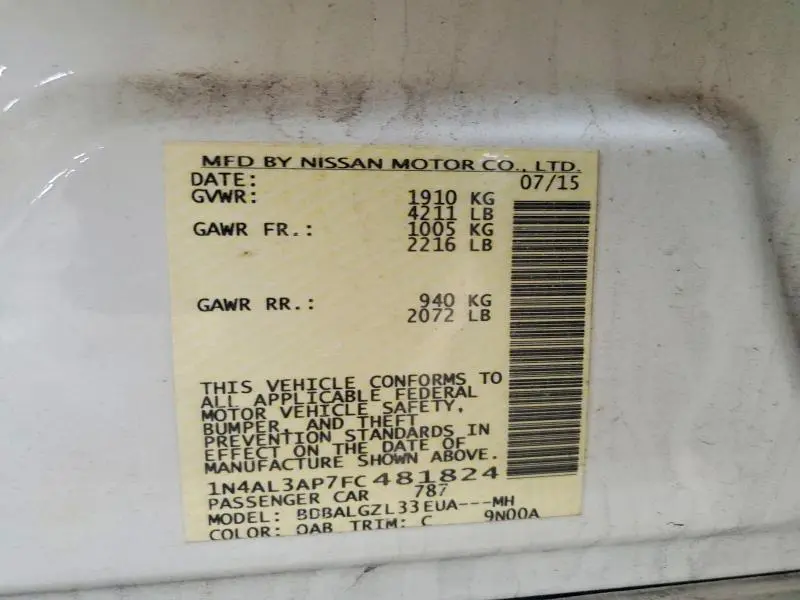 MFD BY NISSAN MOTOR CO., LTD.
DATE: 07/15
GVWR: 1910 KG
4211 LB
GAWR FR.: 1005 KG
2216 LB
GAWR RR.: 940 KG
2072 LB
THIS VEHICLE CONFORMS TO
ALL APPLICABLE FEDERAL
MOTOR VEHICLE SAFETY,
BUMPER, AND THEFT
PREVENTION STANDARDS IN
EFFECT ON THE DATE OF
MANUFACTURE SHOWN ABOVE.
1N4AL3AP7FC481824
PASSENGER CAR 787
MODEL: BDBALGZL33EUA---MH
COLOR: QAB TRIM: C 9N00A